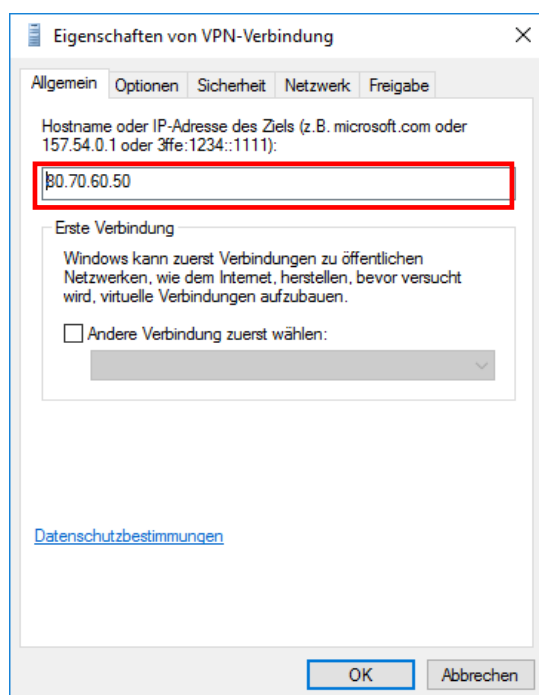 Eigenschaften von VPN-Verbindung
Allgemein Optionen Sicherheit Netzwerk Freigabe
Hostname oder IP-Adresse des Ziels (z.B. microsoft.com oder
157.54.0.1 oder 3ffe:1234::1111):
80.70.60.50
Erste Verbindung
Windows kann zuerst Verbindungen zu öffentlichen
Netzwerken, wie dem Internet, herstellen, bevor versucht
wird, virtuelle Verbindungen aufzubauen.
Andere Verbindung zuerst wählen:
Datenschutzbestimmungen
OK Abbrechen